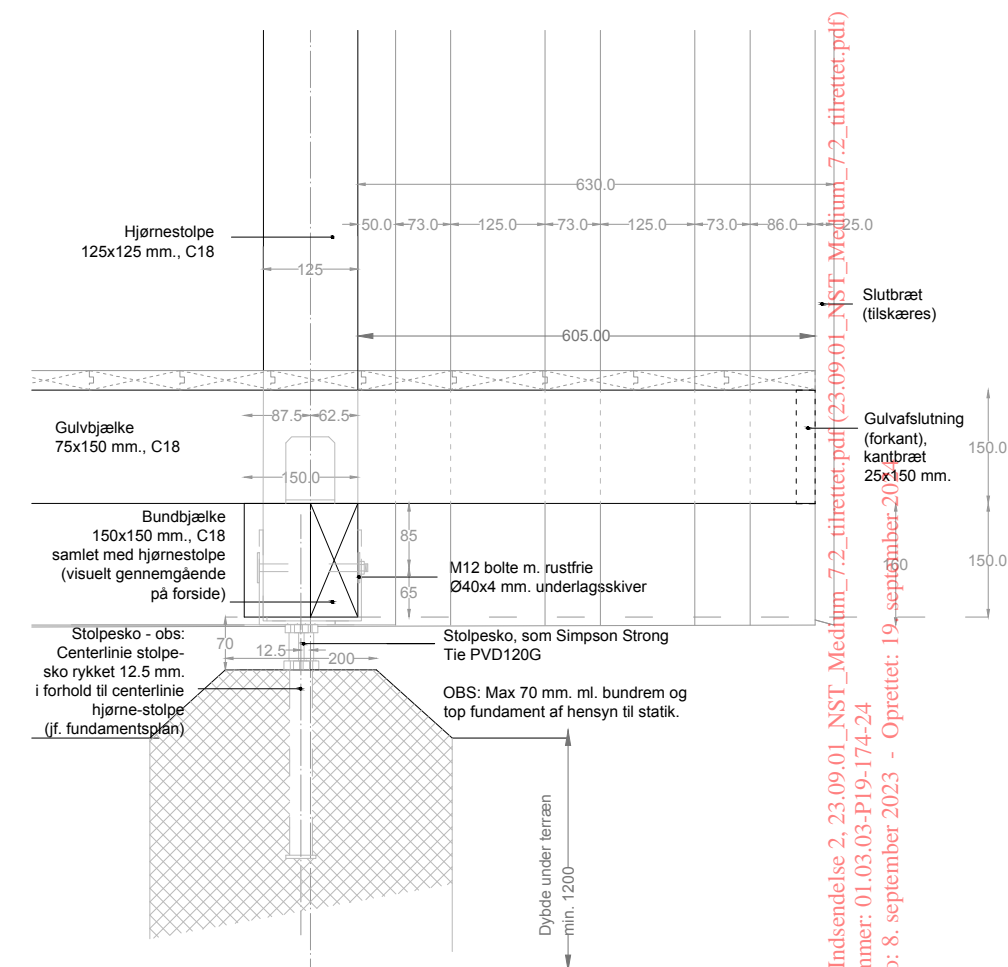 630.0
50.0
73.0
125.0
73.0
125.0
73.0
86.0
25.0
Hjørnestolpe
125x125 mm., C18
125
Slutbræt
(tilskæres)
605.00
87.5
62.5
Gulvbjælke
75x150 mm., C18
150.0
Gulvafslutning
(forkant),
kantbræt
25x150 mm.
150.0
Bundbjælke
150x150 mm., C18
samlet med hjørnestolpe
(visuelt gennemgående
på forside)
85
65
M12 bolte m. rustfrie
Ø40x4 mm. underlagsskiver
160
150.0
Stolpesko - obs:
Centerlinie stolpe-
sko rykket 12.5 mm.
i forhold til centerlinie
hjørne-stolpe
(jf. fundamentsplan)
70
12.5
200
Stolpesko, som Simpson Strong
Tie PVD120G
OBS: Max 70 mm. ml. bundrem og
top fundament af hensyn til statik.
Dybde under terræn
min. 1200
Indsendelse 2, 23.09.01_NST_Medium_7.2_tilrettet.pdf (23.09.01_NST_Medium_7.2_tilrettet.pdf)
mmer: 01.03.03-P19-174-24
o: 8. september 2023 - Oprettet: 19. september 2024